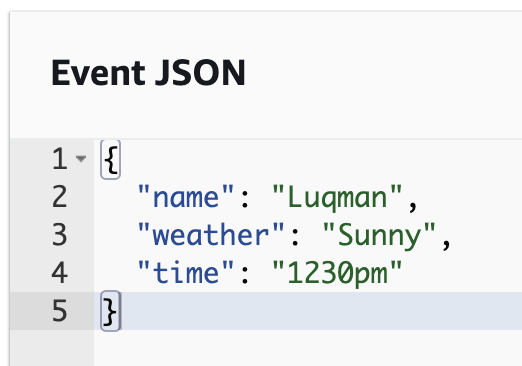 Event JSON
1 {
2 "name": "Luqman",
3 "weather": "Sunny",
4 "time": "1230pm"
5 }